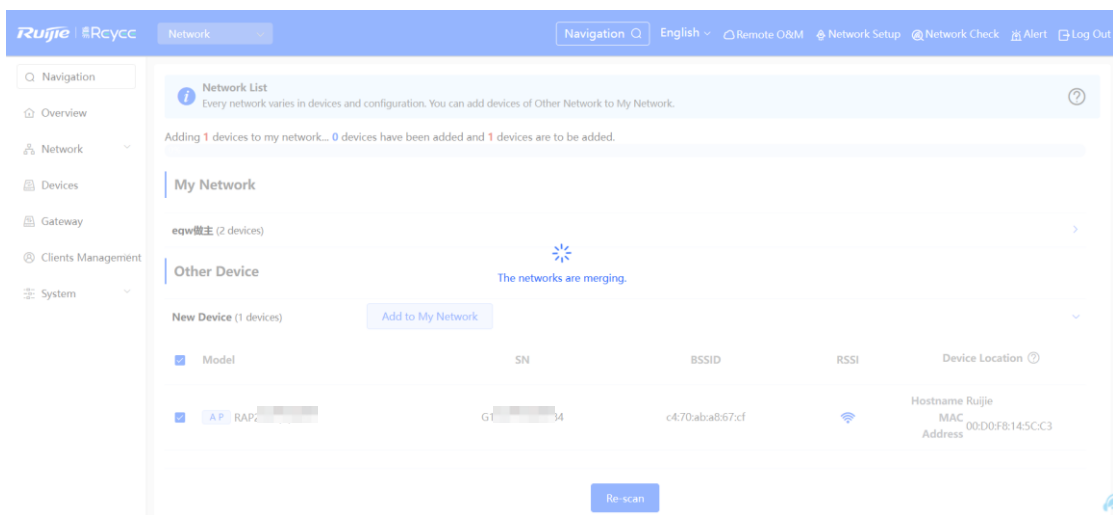 Ruijie Rcycc
Network
Navigation
English
Remote O&M
Network Setup
Network Check
Alert
Log Out
Navigation
Overview
Network
Devices
Gateway
Clients Management
System
Network List
Every network varies in devices and configuration. You can add devices of Other Network to My Network.
Adding 1 devices to my network... 0 devices have been added and 1 devices are to be added.
My Network
eqw做主 (2 devices)
The networks are merging.
Other Device
New Device (1 devices)
Add to My Network
Model SN BSSID RSSI Device Location
AP c4:70:ab:a8:67:cf
Hostname Ruijie
MAC Address 00:D0:F8:14:5C:C3
Re-scan